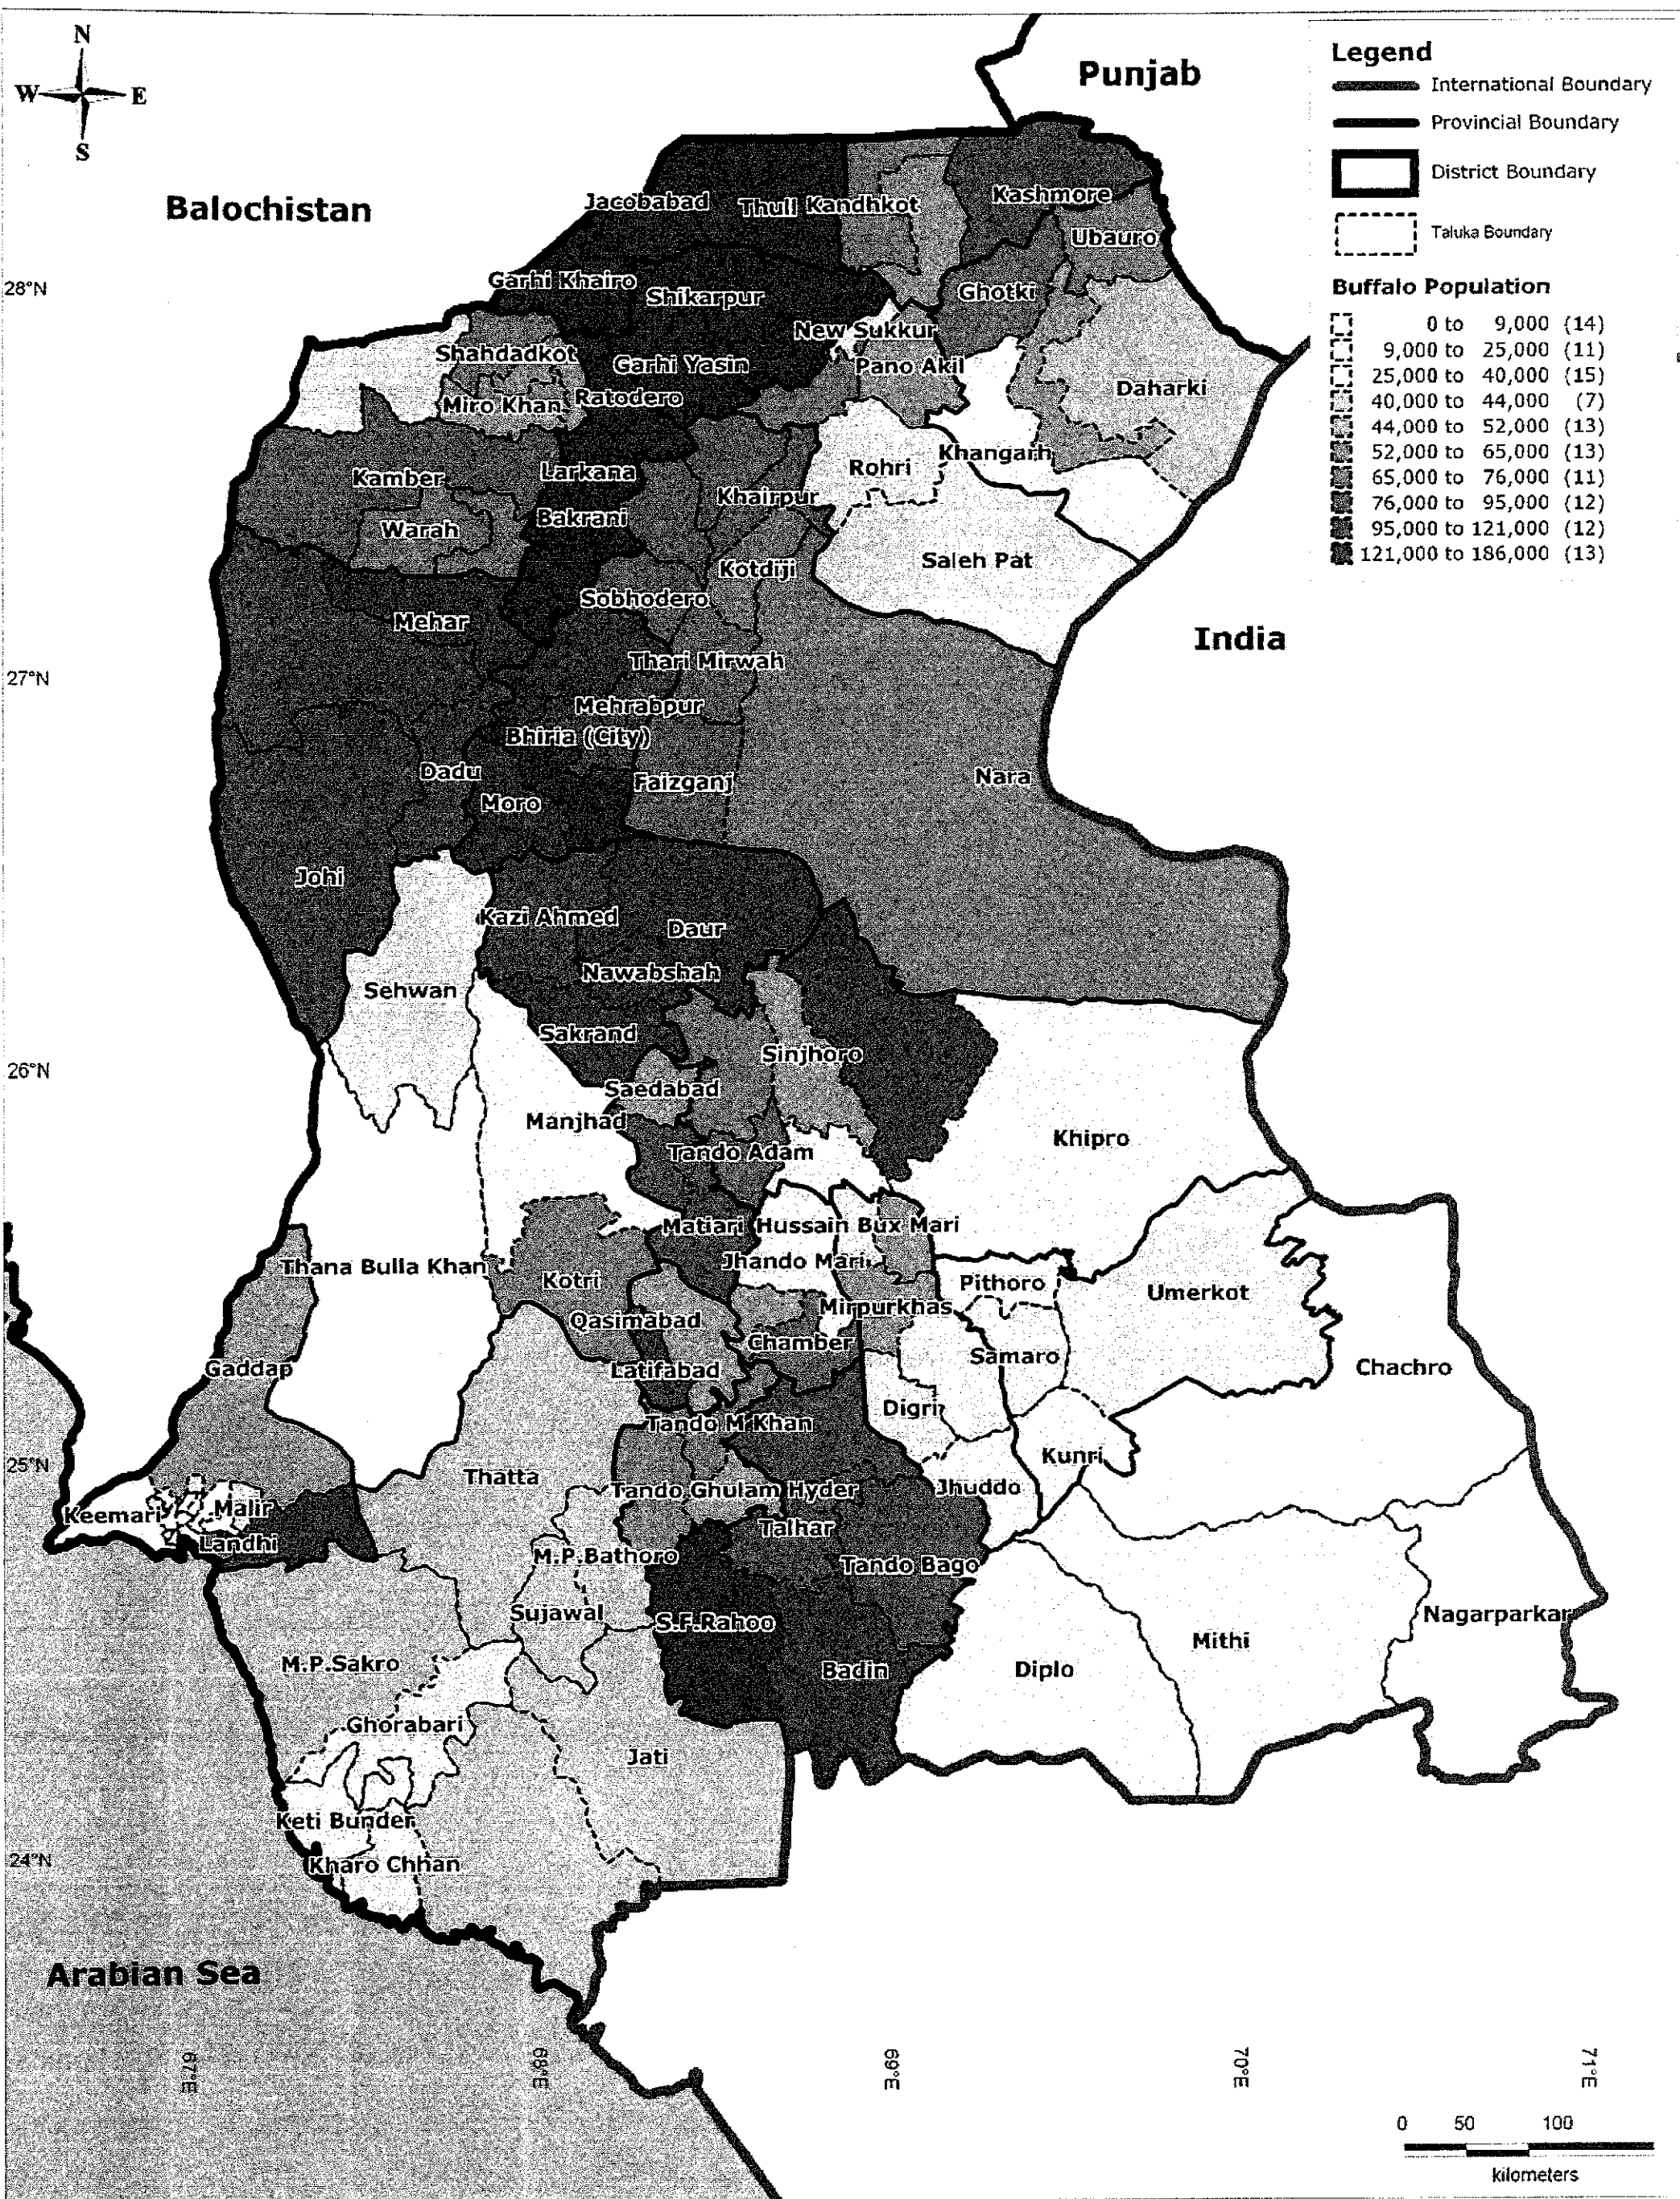 N
W E
S
Punjab
Balochistan
India
Arabian Sea
Legend
International Boundary
Provincial Boundary
District Boundary
Taluka Boundary
Buffalo Population
0 to 9,000 (14)
9,000 to 25,000 (11)
25,000 to 40,000 (15)
40,000 to 44,000 (7)
44,000 to 52,000 (13)
52,000 to 65,000 (13)
65,000 to 76,000 (11)
76,000 to 95,000 (12)
95,000 to 121,000 (12)
121,000 to 186,000 (13)
28°N
27°N
26°N
25°N
24°N
Jacobabad
Thull
Kandhkot
Kashmore
Ubauro
Garhi Khairo
Shikarpur
Ghotki
New Sukkur
Shahdadkot
Garhi Yasin
Pano Akil
Daharki
Miro Khan
Ratodero
Khangarh
Rohri
Larkana
Kamber
Khairpur
Bakrani
Warah
Saleh Pat
Kotdiji
Sobhodero
Mehar
Thari Mirwah
Mehrabpur
Bhiria (City)
Dadu
Faizganj
Nara
Moro
Johi
Kazi Ahmed
Daur
Nawabshah
Sehwan
Sakrand
Sinjhoro
Saedabad
Manjhad
Khipro
Tando Adam
Matiari
Hussain Bux Mari
Jhando Mari
Thana Bulla Khan
Kotri
Pithoro
Umerkot
Mirpurkhas
Qasimabad
Chamber
Samaro
Chachro
Gaddap
Latifabad
Digri
Tando M Khan
Kunri
Thatta
Tando Ghulam Hyder
Jhuddo
Keemari
Malir
Landhi
Talhar
M.P.Bathoro
Tando Bago
Sujawal
S.F.Rahoo
Nagarparkar
Mithi
M.P.Sakro
Badin
Diplo
Ghorabari
Jati
Keti Bunder
Kharo Chhan
67°E
68°E
69°E
70°E
71°E
0 50 100
kilometers